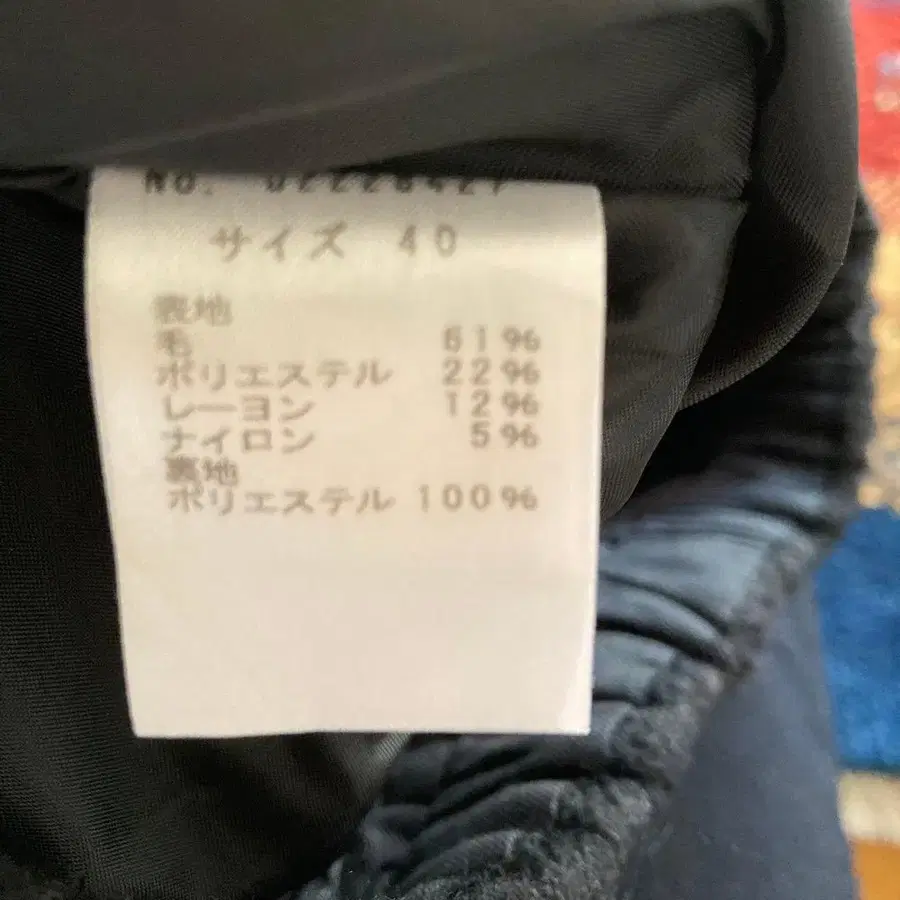 サイズ 40
表地
毛 61%
ポリエステル 22%
レーヨン 12%
ナイロン 5%
裏地
ポリエステル 100%